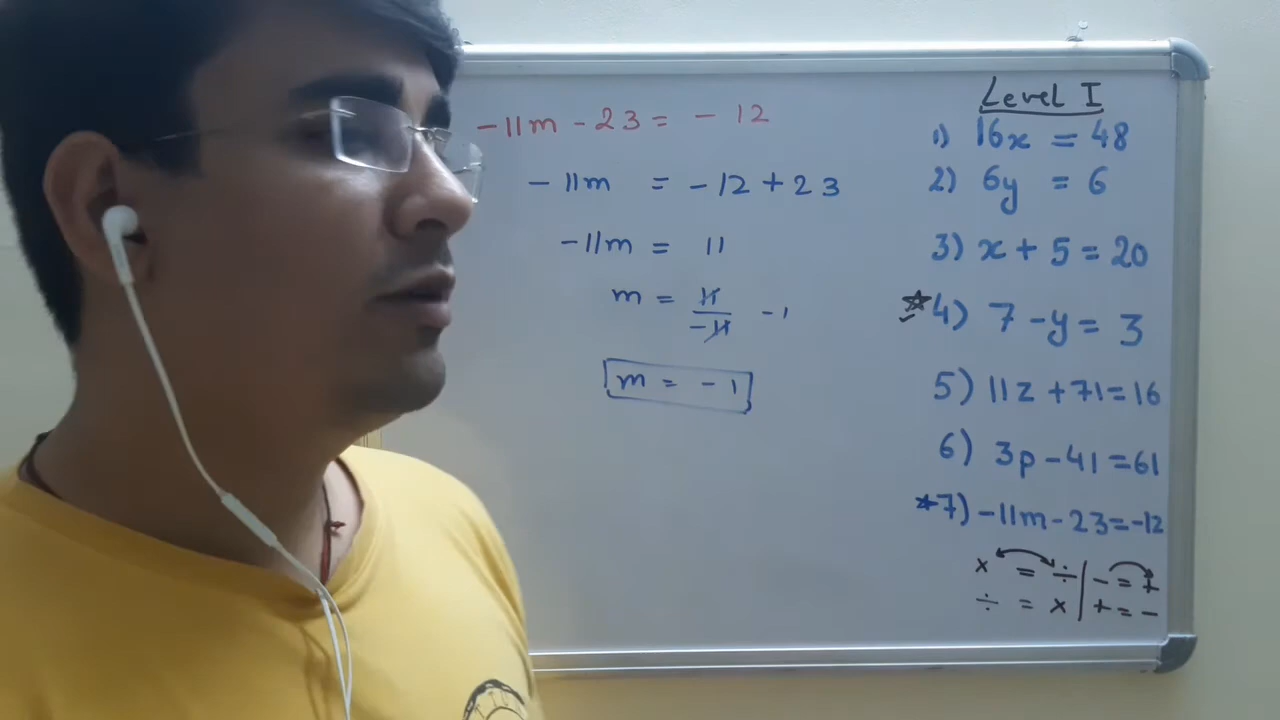 -11m - 23 = - 12
- 11m = - 12 + 23
-11m = 11
m = 11/-11 - 1
m = - 1
Level I
1) 16x = 48
2) 6y = 6
3) x + 5 = 20
☆ 4) 7 - y = 3
5) 11z + 71 = 16
6) 3p - 41 = 61
* 7) -11m - 23 = -12
× = ÷ | - = +
÷ = × | + = -